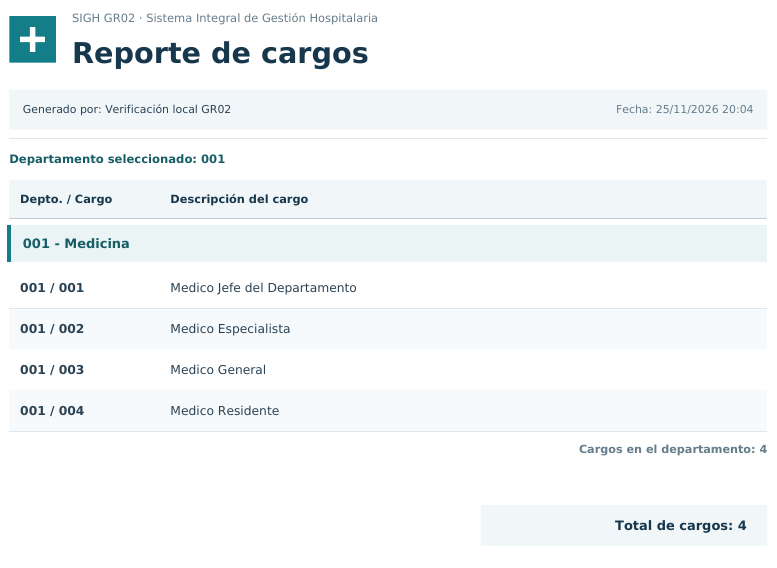 SIGH GR02 · Sistema Integral de Gestión Hospitalaria
Reporte de cargos
Generado por: Verificación local GR02 Fecha: 25/11/2026 20:04
Departamento seleccionado: 001
Depto. / Cargo Descripción del cargo
001 - Medicina
001 / 001 Medico Jefe del Departamento
001 / 002 Medico Especialista
001 / 003 Medico General
001 / 004 Medico Residente
Cargos en el departamento: 4
Total de cargos: 4